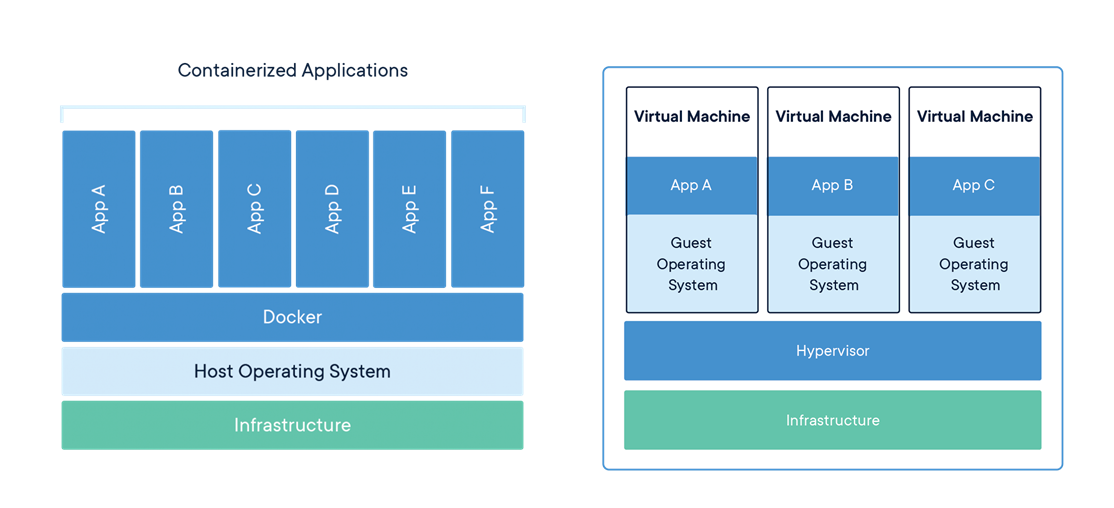 Containerized Applications
App A
App B
App C
App D
App E
App F
Docker
Host Operating System
Infrastructure
Virtual Machine
App A
Guest
Operating
System
Virtual Machine
App B
Guest
Operating
System
Virtual Machine
App C
Guest
Operating
System
Hypervisor
Infrastructure